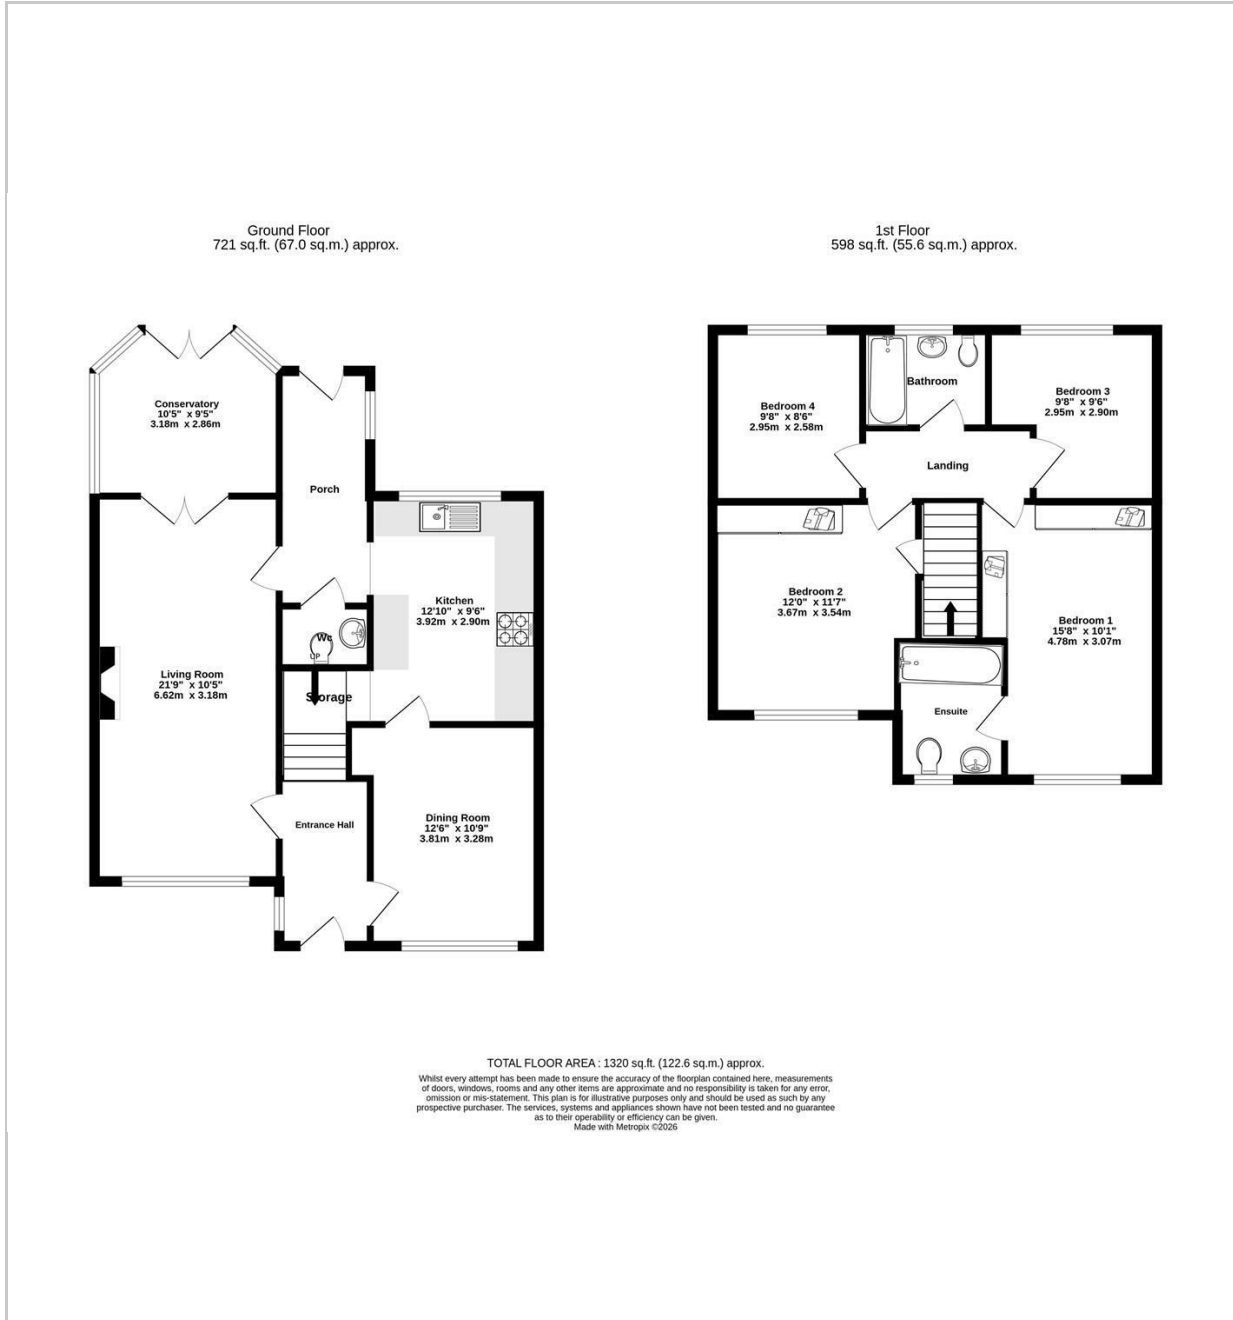 Ground Floor
721 sq.ft. (67.0 sq.m.) approx.
1st Floor
598 sq.ft. (55.6 sq.m.) approx.
Conservatory
10'5" x 9'5"
3.18m x 2.86m
Porch
Kitchen
12'10" x 9'6"
3.92m x 2.90m
Wc
UP
Living Room
21'9" x 10'5"
6.62m x 3.18m
Storage
Entrance Hall
Dining Room
12'6" x 10'9"
3.81m x 3.28m
Bedroom 4
9'8" x 8'6"
2.95m x 2.58m
Bathroom
Bedroom 3
9'8" x 9'6"
2.95m x 2.90m
Landing
Bedroom 2
12'0" x 11'7"
3.67m x 3.54m
Bedroom 1
15'8" x 10'1"
4.78m x 3.07m
Ensuite
TOTAL FLOOR AREA : 1320 sq.ft. (122.6 sq.m.) approx.
Whilst every attempt has been made to ensure the accuracy of the floorplan contained here, measurements
of doors, windows, rooms and any other items are approximate and no responsibility is taken for any error,
omission or mis-statement. This plan is for illustrative purposes only and should be used as such by any
prospective purchaser. The services, systems and appliances shown have not been tested and no guarantee
as to their operability or efficiency can be given.
Made with Metropix ©2026